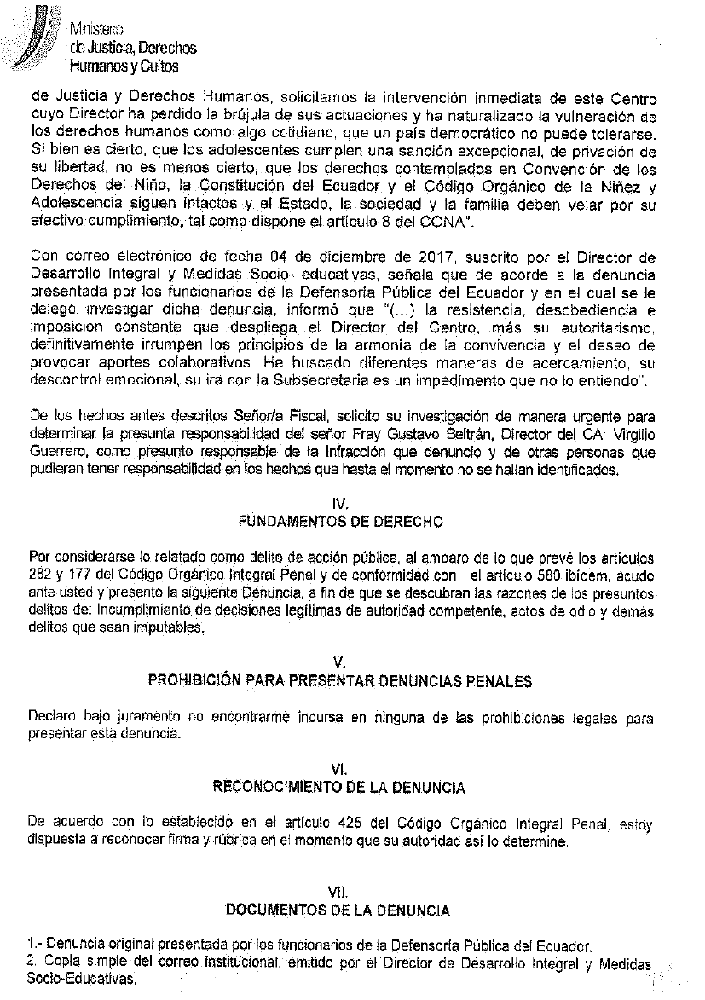 Ministerio
de Justicia, Derechos
Humanos y Cultos
de Justicia y Derechos Humanos, solicitamos la intervención inmediata de este Centro
cuyo Director ha perdido la brújula de sus actuaciones y ha naturalizado la vulneración de
los derechos humanos como algo cotidiano, que un país democrático no puede tolerarse.
Si bien es cierto, que los adolescentes cumplen una sanción excepcional, de privación de
su libertad, no es menos cierto, que los derechos contemplados en Convención de los
Derechos del Niño, la Constitución del Ecuador y el Código Orgánico de la Niñez y
Adolescencia siguen intactos y el Estado, la sociedad y la familia deben velar por su
efectivo cumplimiento, tal como dispone el artículo 8 del CONA".
Con correo electrónico de fecha 04 de diciembre de 2017, suscrito por el Director de
Desarrollo Integral y Medidas Socio- educativas, señala que de acorde a la denuncia
presentada por los funcionarios de la Defensoría Pública del Ecuador y en el cual se le
delegó investigar dicha denuncia, informó que "(...) la resistencia, desobediencia e
imposición constante que despliega el Director del Centro, más su autoritarismo,
definitivamente irrumpen los principios de la armonía de la convivencia y el deseo de
provocar aportes colaborativos. He buscado diferentes maneras de acercamiento, su
descontrol emocional, su ira con la Subsecretaria es un impedimento que no lo entiendo".
De los hechos antes descritos Señor/a Fiscal, solicito su investigación de manera urgente para
determinar la presunta responsabilidad del señor Fray Gustavo Beltrán, Director del CAI Virgilio
Guerrero, como presunto responsable de la infracción que denuncio y de otras personas que
pudieran tener responsabilidad en los hechos que hasta el momento no se hallan identificados.
IV.
FUNDAMENTOS DE DERECHO
Por considerarse lo relatado como delito de acción pública, al amparo de lo que prevé los artículos
282 y 177 del Código Orgánico Integral Penal y de conformidad con el artículo 580 ibídem, acudo
ante usted y presento la siguiente Denuncia, a fin de que se descubran las razones de los presuntos
delitos de: Incumplimiento de decisiones legítimas de autoridad competente, actos de odio y demás
delitos que sean imputables.
V.
PROHIBICIÓN PARA PRESENTAR DENUNCIAS PENALES
Declaro bajo juramento no encontrarme incursa en ninguna de las prohibiciones legales para
presentar esta denuncia.
VI.
RECONOCIMIENTO DE LA DENUNCIA
De acuerdo con lo establecido en el artículo 425 del Código Orgánico Integral Penal, estoy
dispuesta a reconocer firma y rúbrica en el momento que su autoridad así lo determine.
VII.
DOCUMENTOS DE LA DENUNCIA
1.- Denuncia original presentada por los funcionarios de la Defensoría Pública del Ecuador.
2. Copia simple del correo institucional, emitido por el Director de Desarrollo Integral y Medidas
Socio-Educativas.